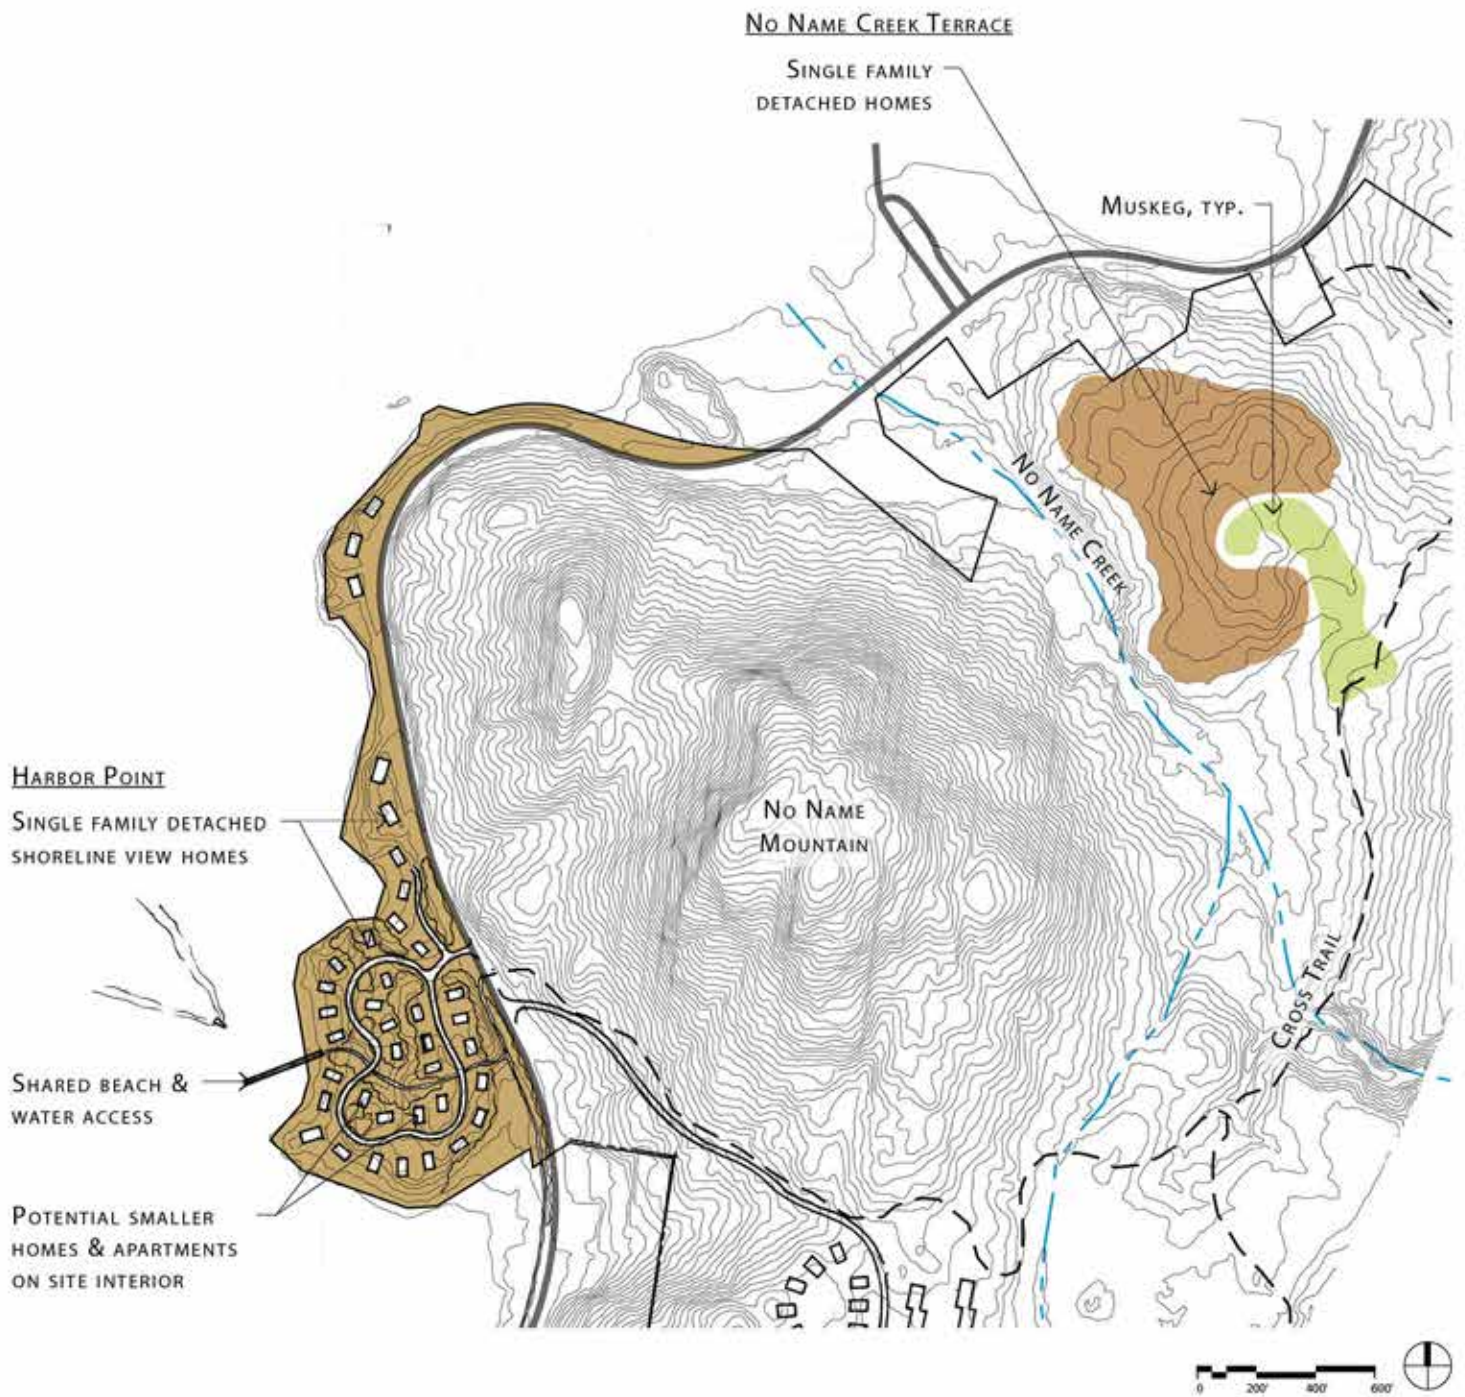 No Name Creek Terrace
Single family
detached homes
Muskeg, typ.
No Name Creek
Harbor Point
Single family detached
shoreline view homes
No Name
Mountain
Cross Trail
Shared beach &
water access
Potential smaller
homes & apartments
on site interior
0 200' 400' 600'